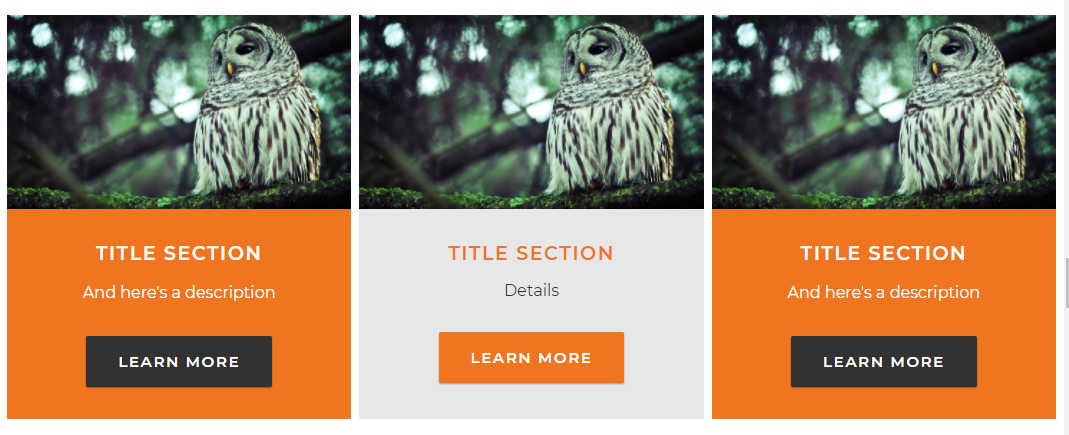 TITLE SECTION
And here's a description
LEARN MORE
TITLE SECTION
Details
LEARN MORE
TITLE SECTION
And here's a description
LEARN MORE